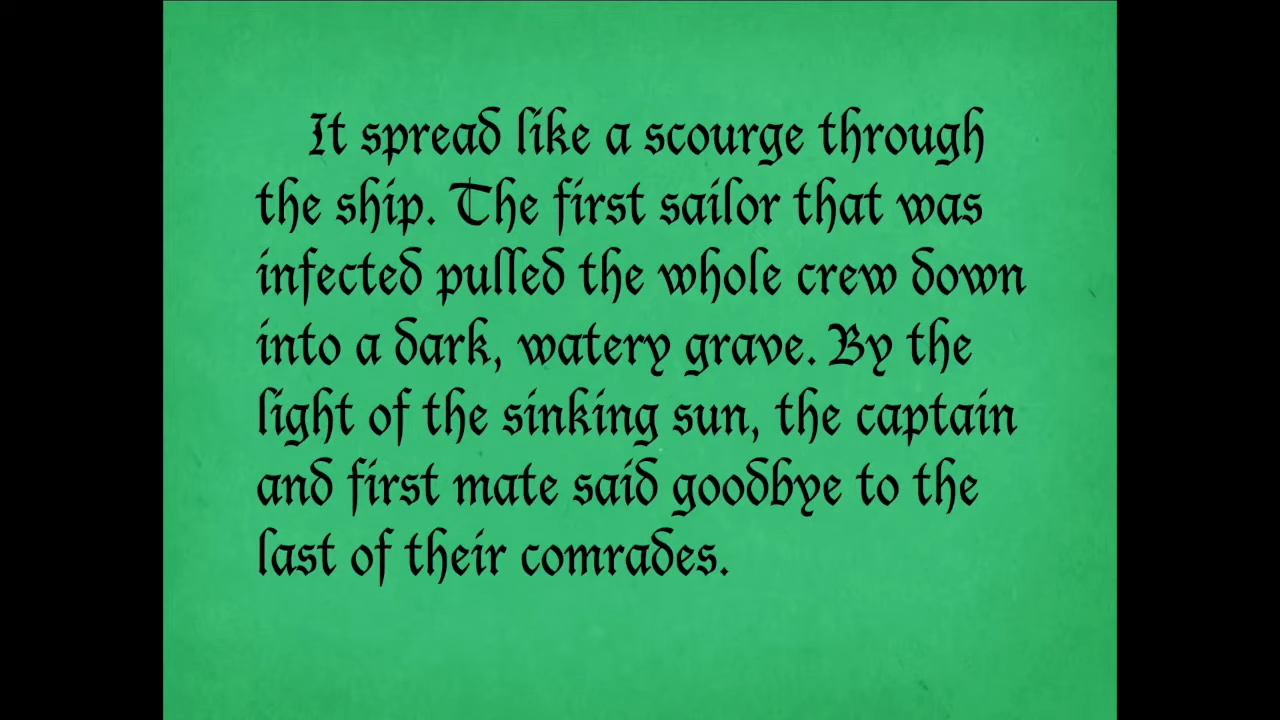 It spread like a scourge through
the ship. The first sailor that was
infected pulled the whole crew down
into a dark, watery grave. By the
light of the sinking sun, the captain
and first mate said goodbye to the
last of their comrades.